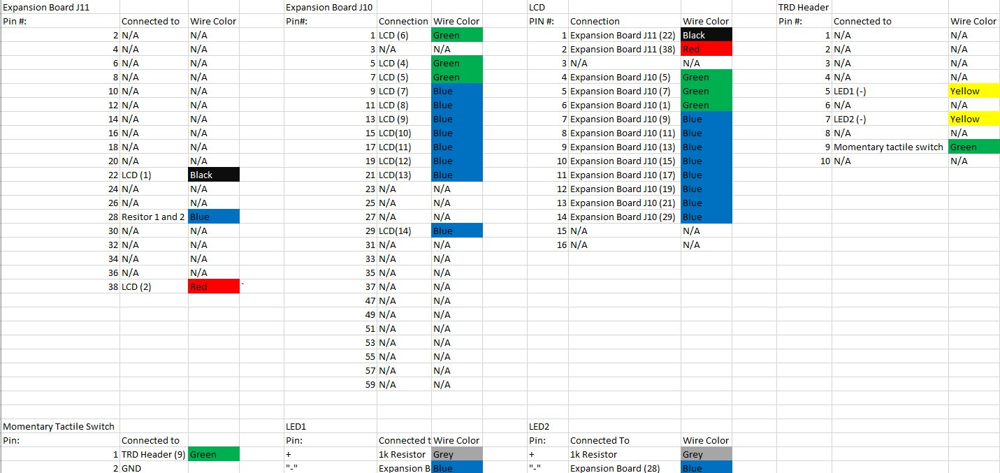 Expansion Board J11
Pin #: Connected to Wire Color
2 N/A N/A
4 N/A N/A
6 N/A N/A
8 N/A N/A
10 N/A N/A
12 N/A N/A
14 N/A N/A
16 N/A N/A
18 N/A N/A
20 N/A N/A
22 LCD (1) Black
24 N/A N/A
26 N/A N/A
28 Resitor 1 and 2 Blue
30 N/A N/A
32 N/A N/A
34 N/A N/A
36 N/A N/A
38 LCD (2) Red `
Expansion Board J10
Pin#: Connection Wire Color
1 LCD (6) Green
3 N/A N/A
5 LCD (4) Green
7 LCD (5) Green
9 LCD (7) Blue
11 LCD (8) Blue
13 LCD (9) Blue
15 LCD(10) Blue
17 LCD(11) Blue
19 LCD(12) Blue
21 LCD(13) Blue
23 N/A N/A
25 N/A N/A
27 N/A N/A
29 LCD(14) Blue
31 N/A N/A
33 N/A N/A
35 N/A N/A
37 N/A N/A
47 N/A N/A
49 N/A N/A
51 N/A N/A
53 N/A N/A
55 N/A N/A
57 N/A N/A
59 N/A N/A
LCD
PIN #: Connection Wire Color
1 Expansion Board J11 (22) Black
2 Expansion Board J11 (38) Red
3 N/A N/A
4 Expansion Board J10 (5) Green
5 Expansion Board J10 (7) Green
6 Expansion Board J10 (1) Green
7 Expansion Board J10 (9) Blue
8 Expansion Board J10 (11) Blue
9 Expansion Board J10 (13) Blue
10 Expansion Board J10 (15) Blue
11 Expansion Board J10 (17) Blue
12 Expansion Board J10 (19) Blue
13 Expansion Board J10 (21) Blue
14 Expansion Board J10 (29) Blue
15 N/A N/A
16 N/A N/A
TRD Header
Pin #: Connected to Wire Color
1 N/A N/A
2 N/A N/A
3 N/A N/A
4 N/A N/A
5 LED1 (-) Yellow
6 N/A N/A
7 LED2 (-) Yellow
8 N/A N/A
9 Momentary tactile switch Green
10 N/A N/A
Momentary Tactile Switch
Pin: Connected to Wire Color
1 TRD Header (9) Green
2 GND
LED1
Pin: Connected t Wire Color
+ 1k Resistor Grey
"-" Expansion B Blue
LED2
Pin: Connected To Wire Color
+ 1k Resistor Grey
"-" Expansion Board (28) Blue